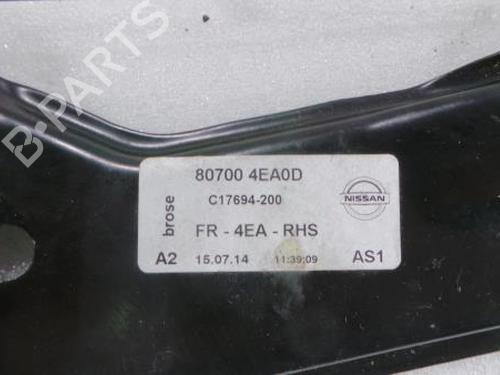 B-PARTS
80700 4EA0D
brose
C17694-200
NISSAN
FR - 4EA - RHS
A2 15.07.14 11:39:09 AS1